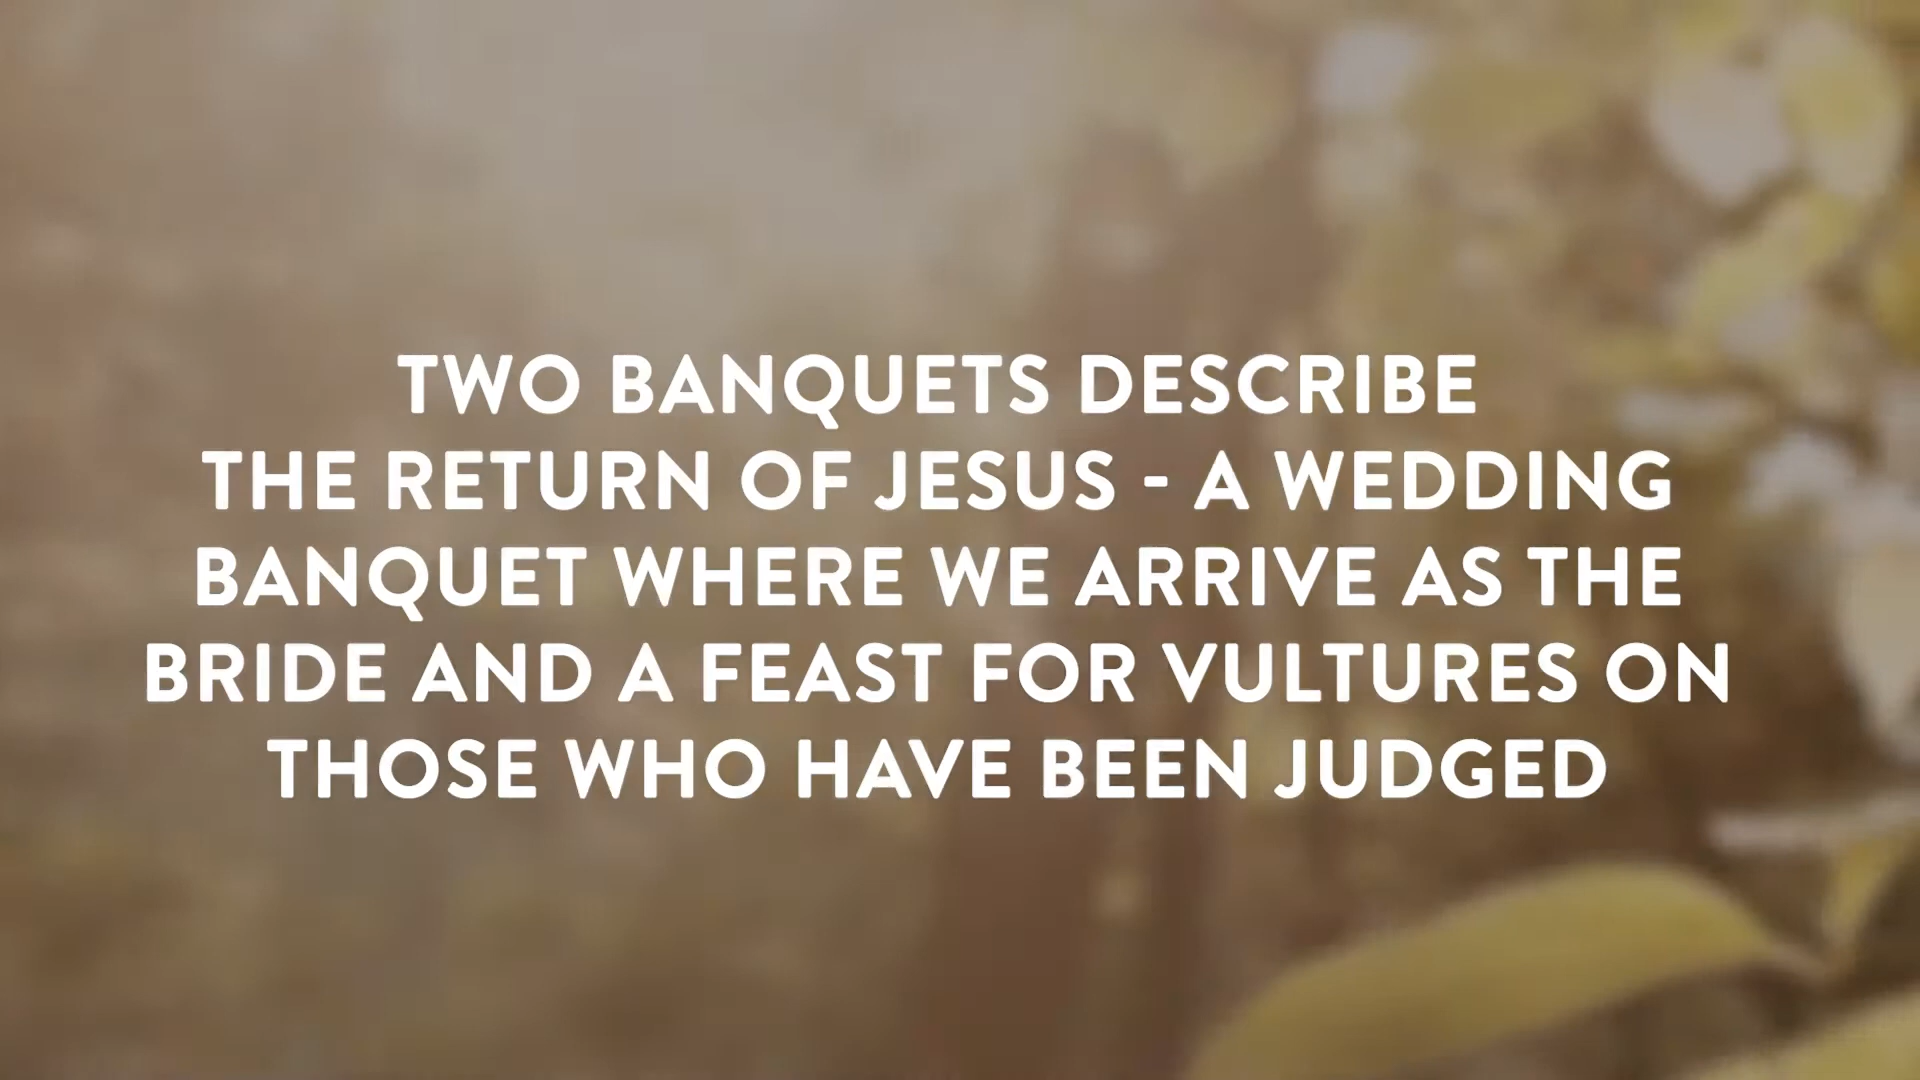 TWO BANQUETS DESCRIBE
THE RETURN OF JESUS - A WEDDING
BANQUET WHERE WE ARRIVE AS THE
BRIDE AND A FEAST FOR VULTURES ON
THOSE WHO HAVE BEEN JUDGED